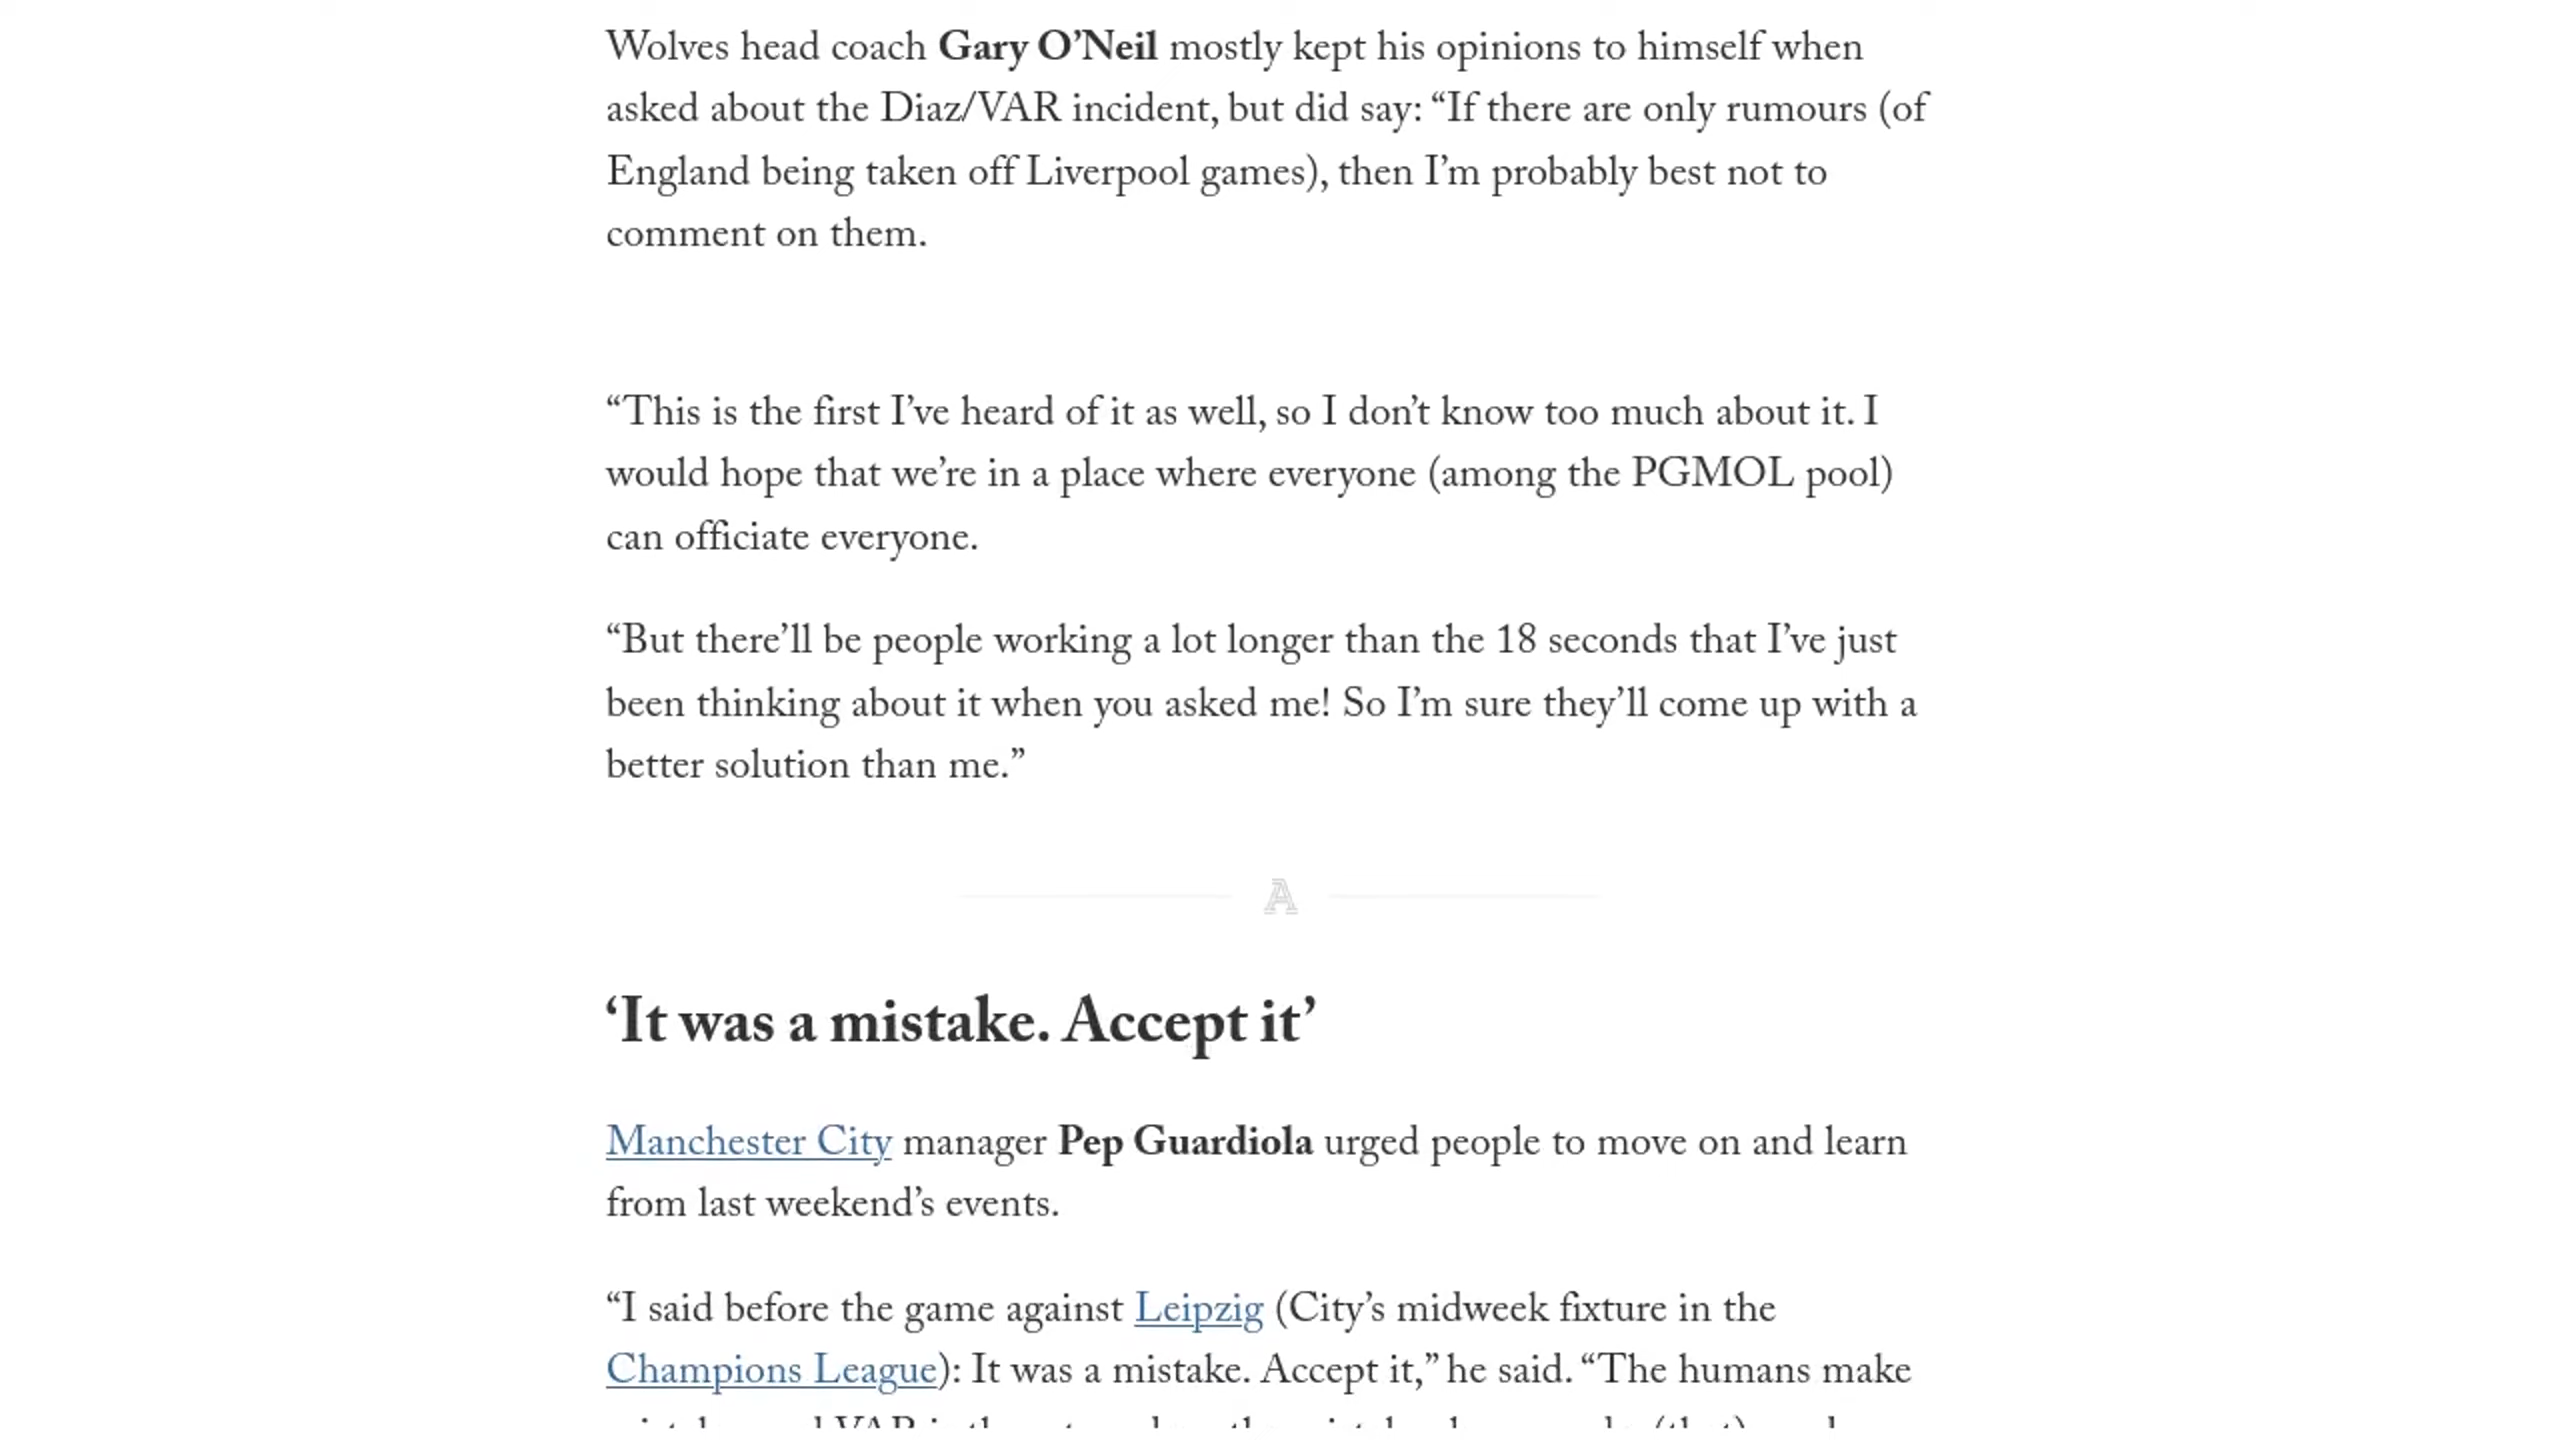 Wolves head coach Gary O’Neil mostly kept his opinions to himself when
asked about the Diaz/VAR incident, but did say: “If there are only rumours (of
England being taken off Liverpool games), then I’m probably best not to
comment on them.
“This is the first I’ve heard of it as well, so I don’t know too much about it. I
would hope that we’re in a place where everyone (among the PGMOL pool)
can officiate everyone.
“But there’ll be people working a lot longer than the 18 seconds that I’ve just
been thinking about it when you asked me! So I’m sure they’ll come up with a
better solution than me.”
A
‘It was a mistake. Accept it’
Manchester City manager Pep Guardiola urged people to move on and learn
from last weekend’s events.
“I said before the game against Leipzig (City’s midweek fixture in the
Champions League): It was a mistake. Accept it,” he said. “The humans make